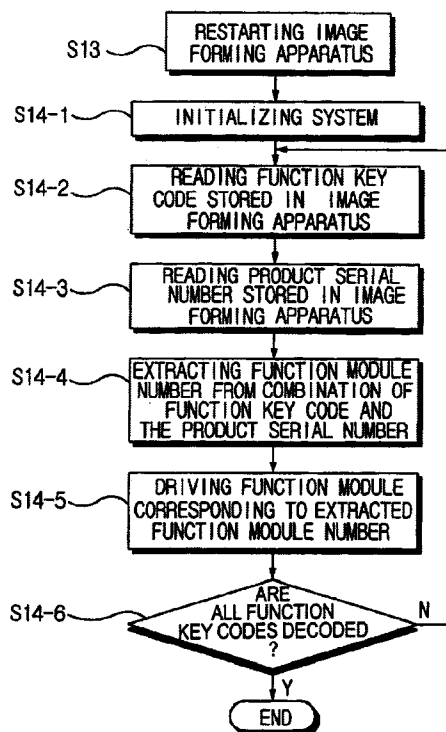 S13
RESTARTING IMAGE
FORMING APPARATUS
S14-1
INITIALIZING SYSTEM
S14-2
READING FUNCTION KEY
CODE STORED IN IMAGE
FORMING APPARATUS
S14-3
READING PRODUCT SERIAL
NUMBER STORED IN IMAGE
FORMING APPARATUS
S14-4
EXTRACTING FUNCTION MODULE
NUMBER FROM COMBINATION OF
FUNCTION KEY CODE AND
THE PRODUCT SERIAL NUMBER
S14-5
DRIVING FUNCTION MODULE
CORRESPONDING TO EXTRACTED
FUNCTION MODULE NUMBER
S14-6
ARE
ALL FUNCTION
KEY CODES DECODED
?
N
Y
END